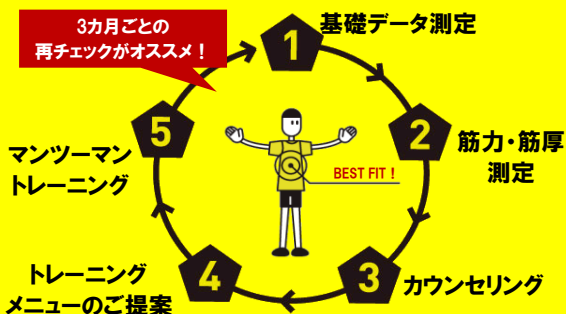 3カ月ごとの
再チェックがオススメ！
1
基礎データ測定
2
筋力・筋厚
測定
3
カウンセリング
4
トレーニング
メニューのご提案
5
マンツーマン
トレーニング
BEST FIT！